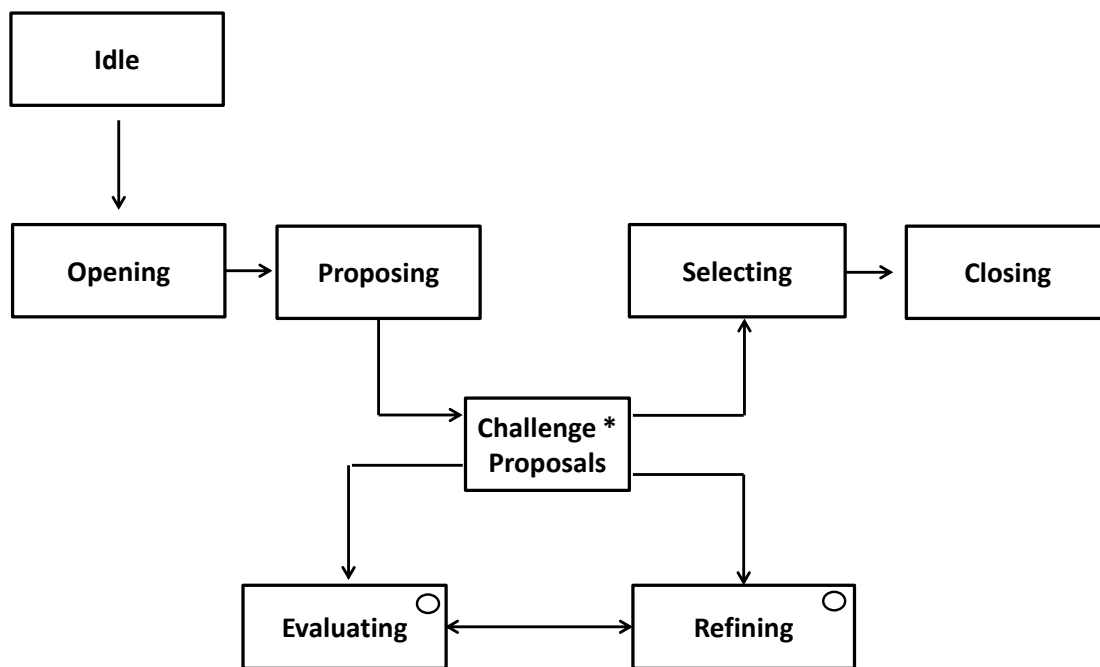 Idle
Opening
Proposing
Selecting
Closing
Challenge *
Proposals
Evaluating
Refining